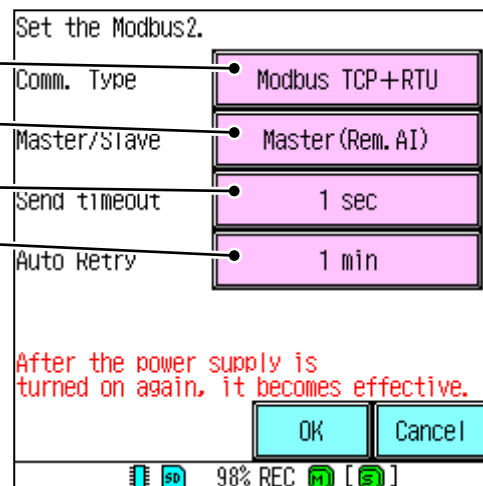 Set the Modbus2.
Comm. Type Modbus TCP+RTU
Master/Slave Master(Rem.AI)
Send timeout 1 sec
Auto Retry 1 min
After the power supply is
turned on again, it becomes effective.
OK Cancel
SD 98% REC M [S]